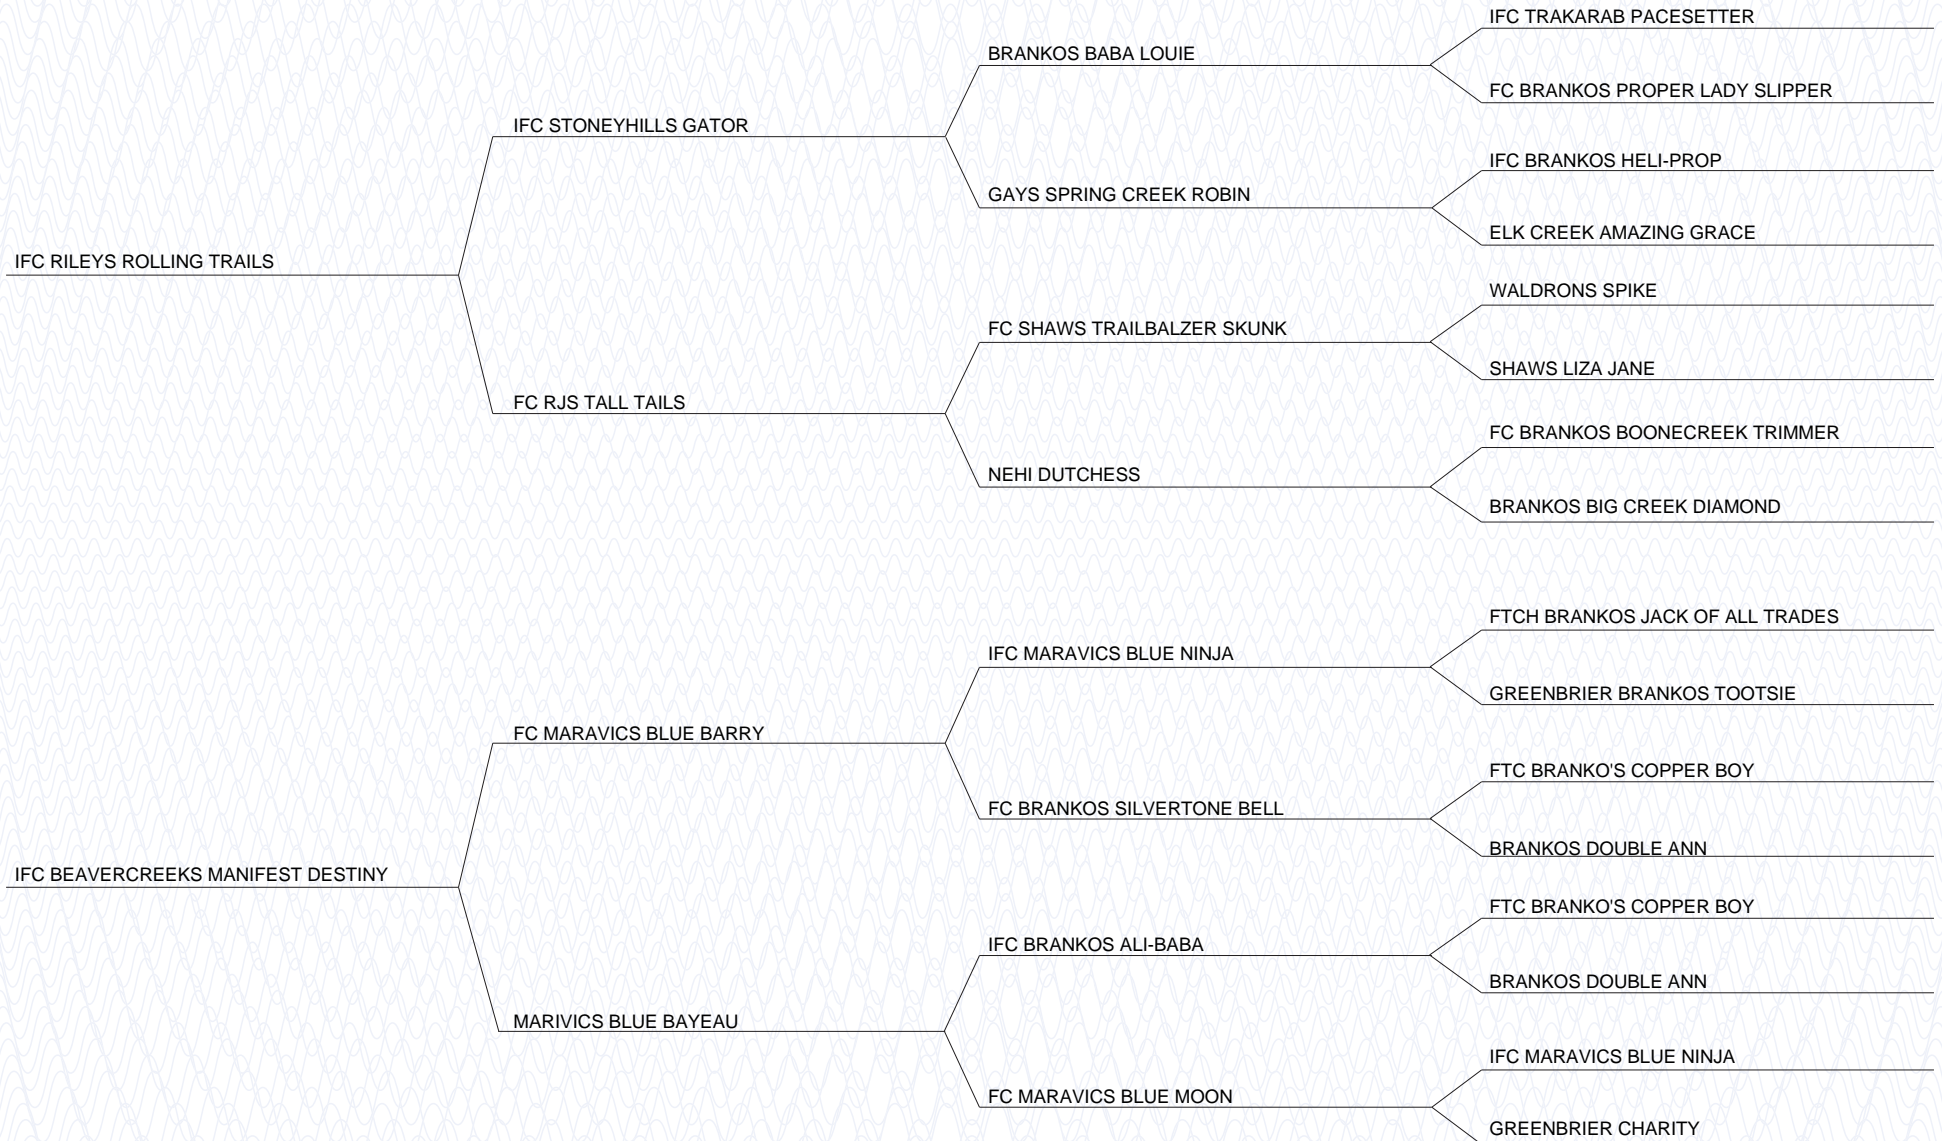 IFC TRAKARAB PACESETTER
BRANKOS BABA LOUIE
FC BRANKOS PROPER LADY SLIPPER
IFC STONEYHILLS GATOR
IFC BRANKOS HELI-PROP
GAYS SPRING CREEK ROBIN
ELK CREEK AMAZING GRACE
IFC RILEYS ROLLING TRAILS
WALDRONS SPIKE
FC SHAWS TRAILBALZER SKUNK
SHAWS LIZA JANE
FC RJS TALL TAILS
FC BRANKOS BOONECREEK TRIMMER
NEHI DUTCHESS
BRANKOS BIG CREEK DIAMOND
FTCH BRANKOS JACK OF ALL TRADES
IFC MARAVICS BLUE NINJA
GREENBRIER BRANKOS TOOTSIE
FC MARAVICS BLUE BARRY
FTC BRANKO'S COPPER BOY
FC BRANKOS SILVERTONE BELL
BRANKOS DOUBLE ANN
IFC BEAVERCREEKS MANIFEST DESTINY
FTC BRANKO'S COPPER BOY
IFC BRANKOS ALI-BABA
BRANKOS DOUBLE ANN
MARIVICS BLUE BAYEAU
IFC MARAVICS BLUE NINJA
FC MARAVICS BLUE MOON
GREENBRIER CHARITY